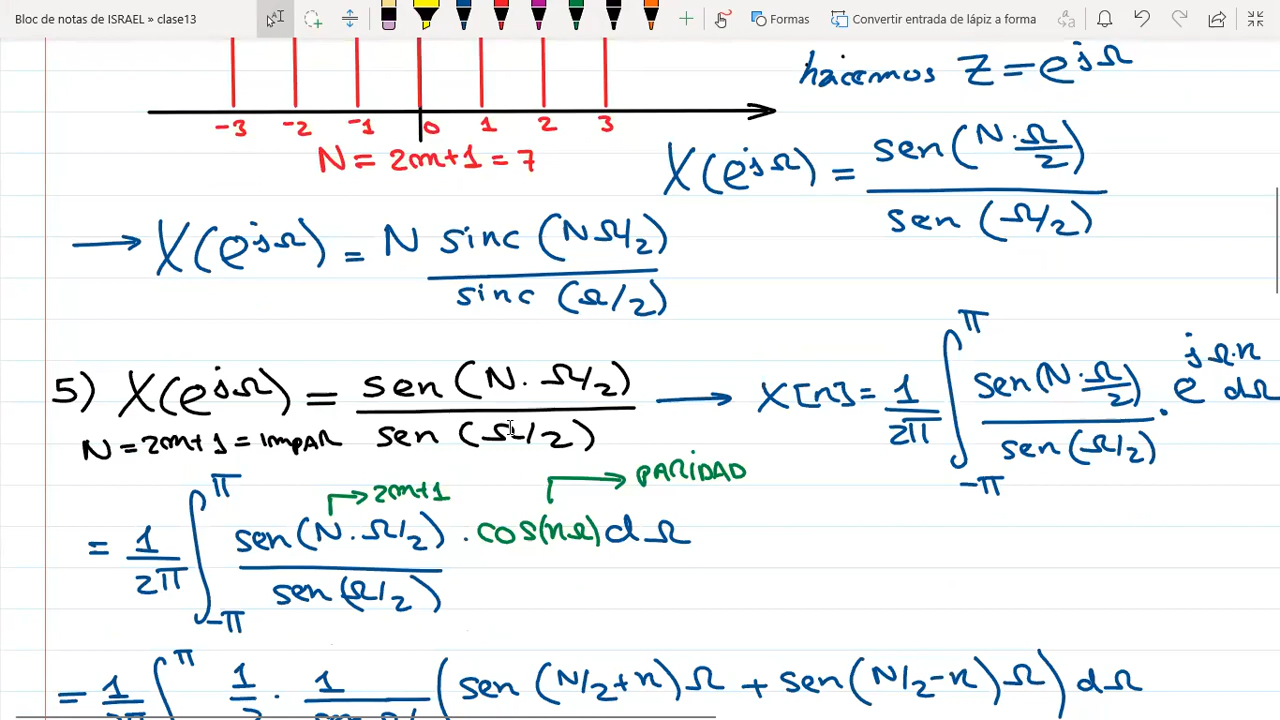 Bloc de notas de ISRAEL » clase13
Formas
Convertir entrada de lápiz a forma
hacemos Z = e^jΩ
-3 -2 -1 0 1 2 3
N = 2m+1 = 7
X(e^jΩ) = sen(N·Ω/2) / sen(Ω/2)
→ X(e^jΩ) = N sinc(NΩ/2) / sinc(Ω/2)
5) X(e^jΩ) = sen(N·Ω/2) / sen(Ω/2) → X[n] = 1/2π ∫_-π^π sen(N·Ω/2) / sen(Ω/2) · e^jΩ·n dΩ
N = 2m+1 = IMPAR
→ 2m+1
→ PARIDAD
= 1/2π ∫_-π^π sen(N·Ω/2) / sen(Ω/2) · cos(nΩ) dΩ
= 1/2π ∫^π 1/2 · 1/ (sen(N/2+n)Ω + sen(N/2-n)Ω) dΩ